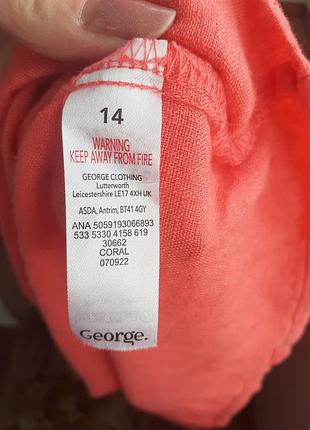 14
WARNING
KEEP AWAY FROM FIRE
GEORGE CLOTHING
Lutterworth
Leicestershire LE17 4XH UK
ASDA, Antrim, BT41 4GY
ANA 5059193066893
533 5330 4158 619
30662
CORAL
070922
George.